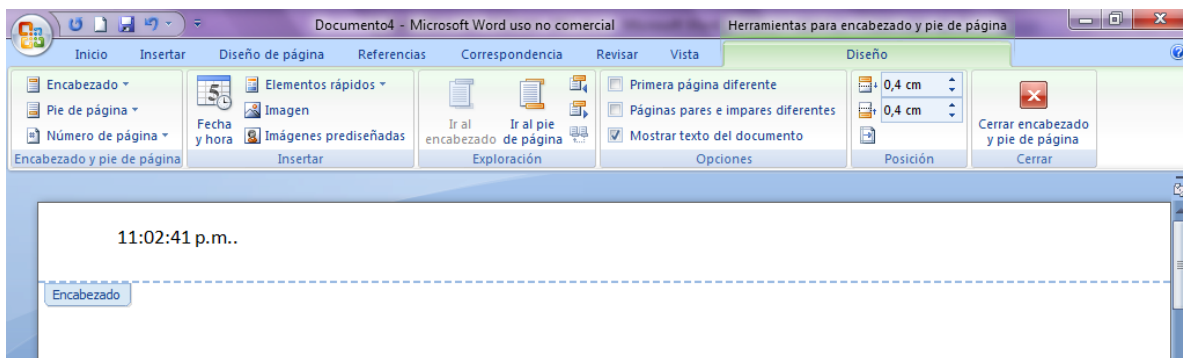 Documento4 - Microsoft Word uso no comercial Herramientas para encabezado y pie de página
Inicio Insertar Diseño de página Referencias Correspondencia Revisar Vista Diseño
Encabezado
Pie de página
Número de página
Encabezado y pie de página
5
Fecha
y hora
Elementos rápidos
Imagen
Imágenes prediseñadas
Insertar
Ir al
encabezado
Ir al pie
de página
Exploración
Primera página diferente
Páginas pares e impares diferentes
Mostrar texto del documento
Opciones
0,4 cm
0,4 cm
Posición
Cerrar encabezado
y pie de página
Cerrar
11:02:41 p.m..
Encabezado